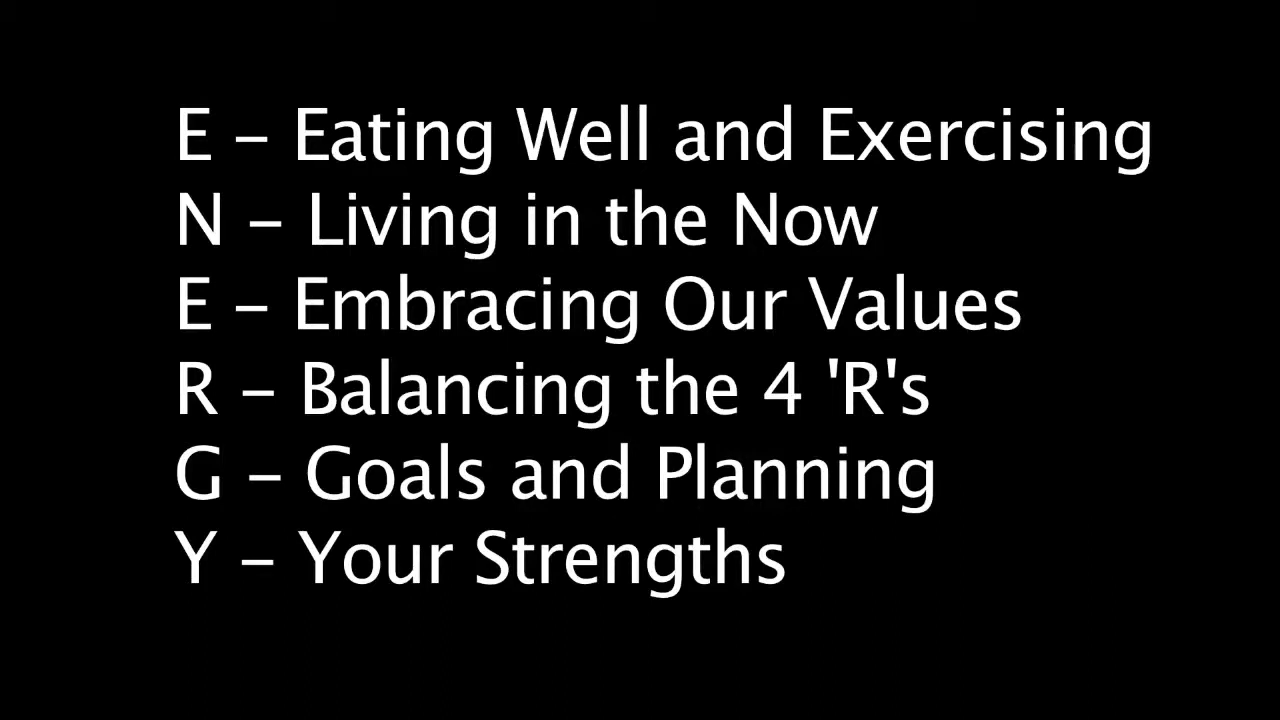 E – Eating Well and Exercising
N – Living in the Now
E – Embracing Our Values
R – Balancing the 4 'R's
G – Goals and Planning
Y – Your Strengths